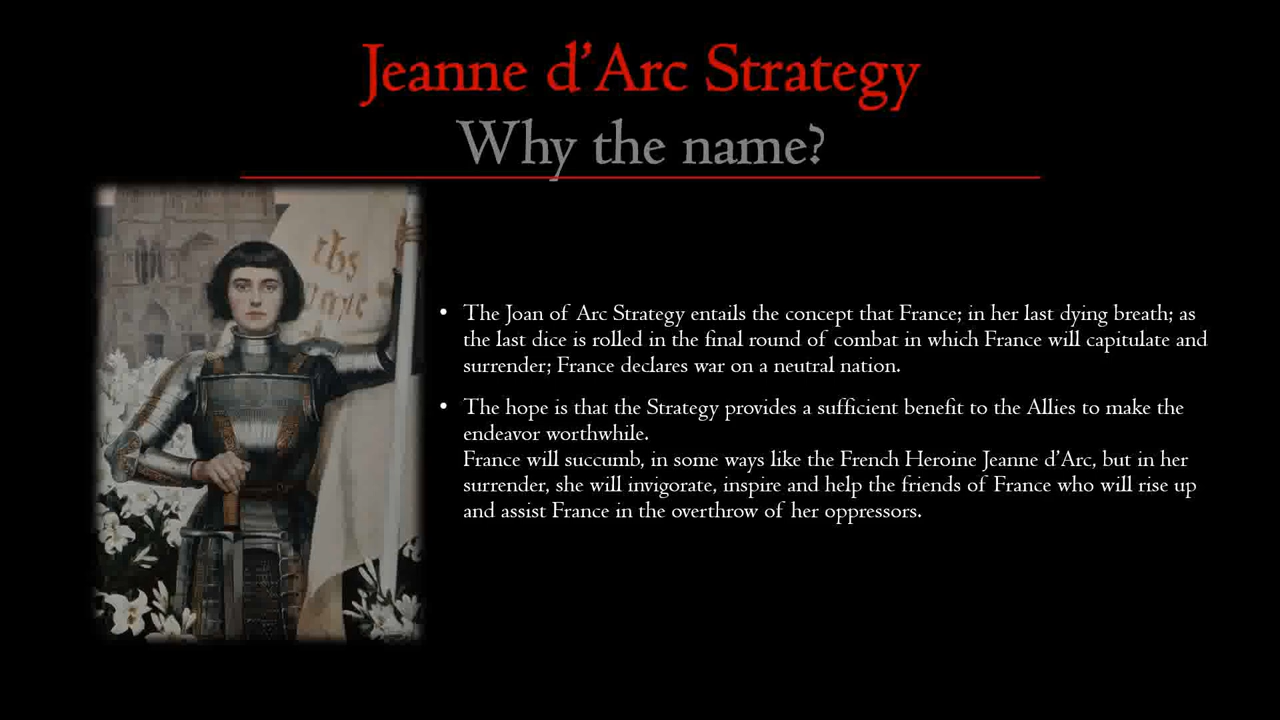 Jeanne d’Arc Strategy
Why the name?
• The Joan of Arc Strategy entails the concept that France; in her last dying breath; as
the last dice is rolled in the final round of combat in which France will capitulate and
surrender; France declares war on a neutral nation.
• The hope is that the Strategy provides a sufficient benefit to the Allies to make the
endeavor worthwhile.
France will succumb, in some ways like the French Heroine Jeanne d’Arc, but in her
surrender, she will invigorate, inspire and help the friends of France who will rise up
and assist France in the overthrow of her oppressors.